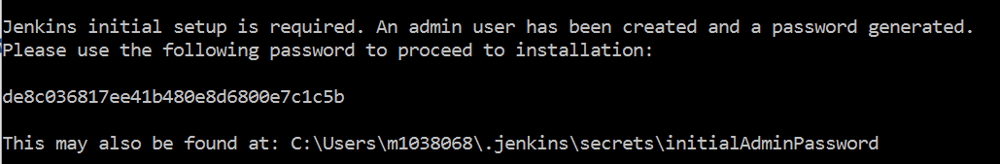 Jenkins initial setup is required. An admin user has been created and a password generated.
Please use the following password to proceed to installation:
de8c036817ee41b480e8d6800e7c1c5b
This may also be found at: C:\Users\m1038068\.jenkins\secrets\initialAdminPassword